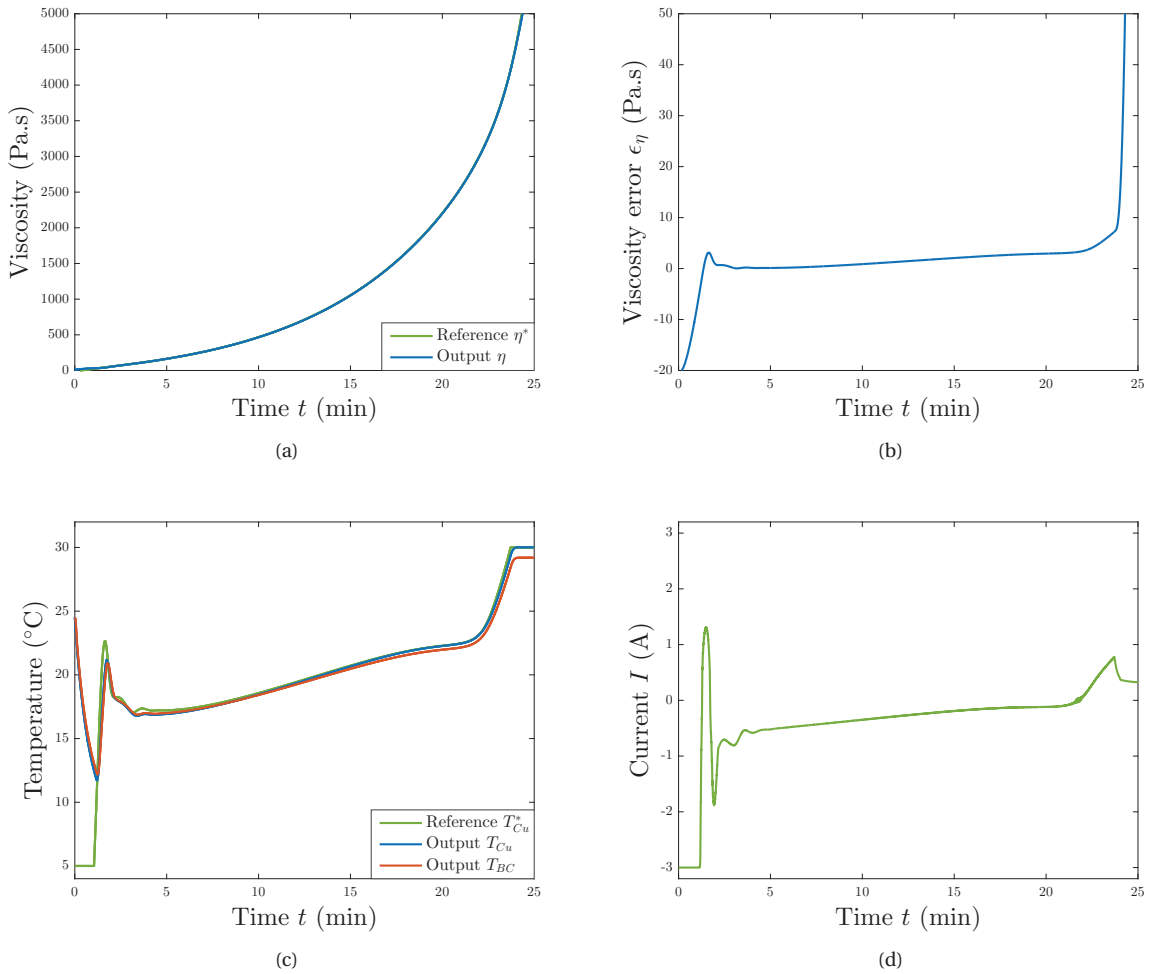 5000
4500
4000
3500
3000
2500
2000
1500
1000
500
0
Viscosity (Pa.s)
Reference η*
Output η
0 5 10 15 20 25
Time t (min)
(a)
50
40
30
20
10
0
-10
-20
Viscosity error ϵ_η (Pa.s)
0 5 10 15 20 25
Time t (min)
(b)
30
25
20
15
10
5
Temperature (°C)
Reference T*_Cu
Output T_Cu
Output T_BC
0 5 10 15 20 25
Time t (min)
(c)
3
2
1
0
-1
-2
-3
Current I (A)
0 5 10 15 20 25
Time t (min)
(d)